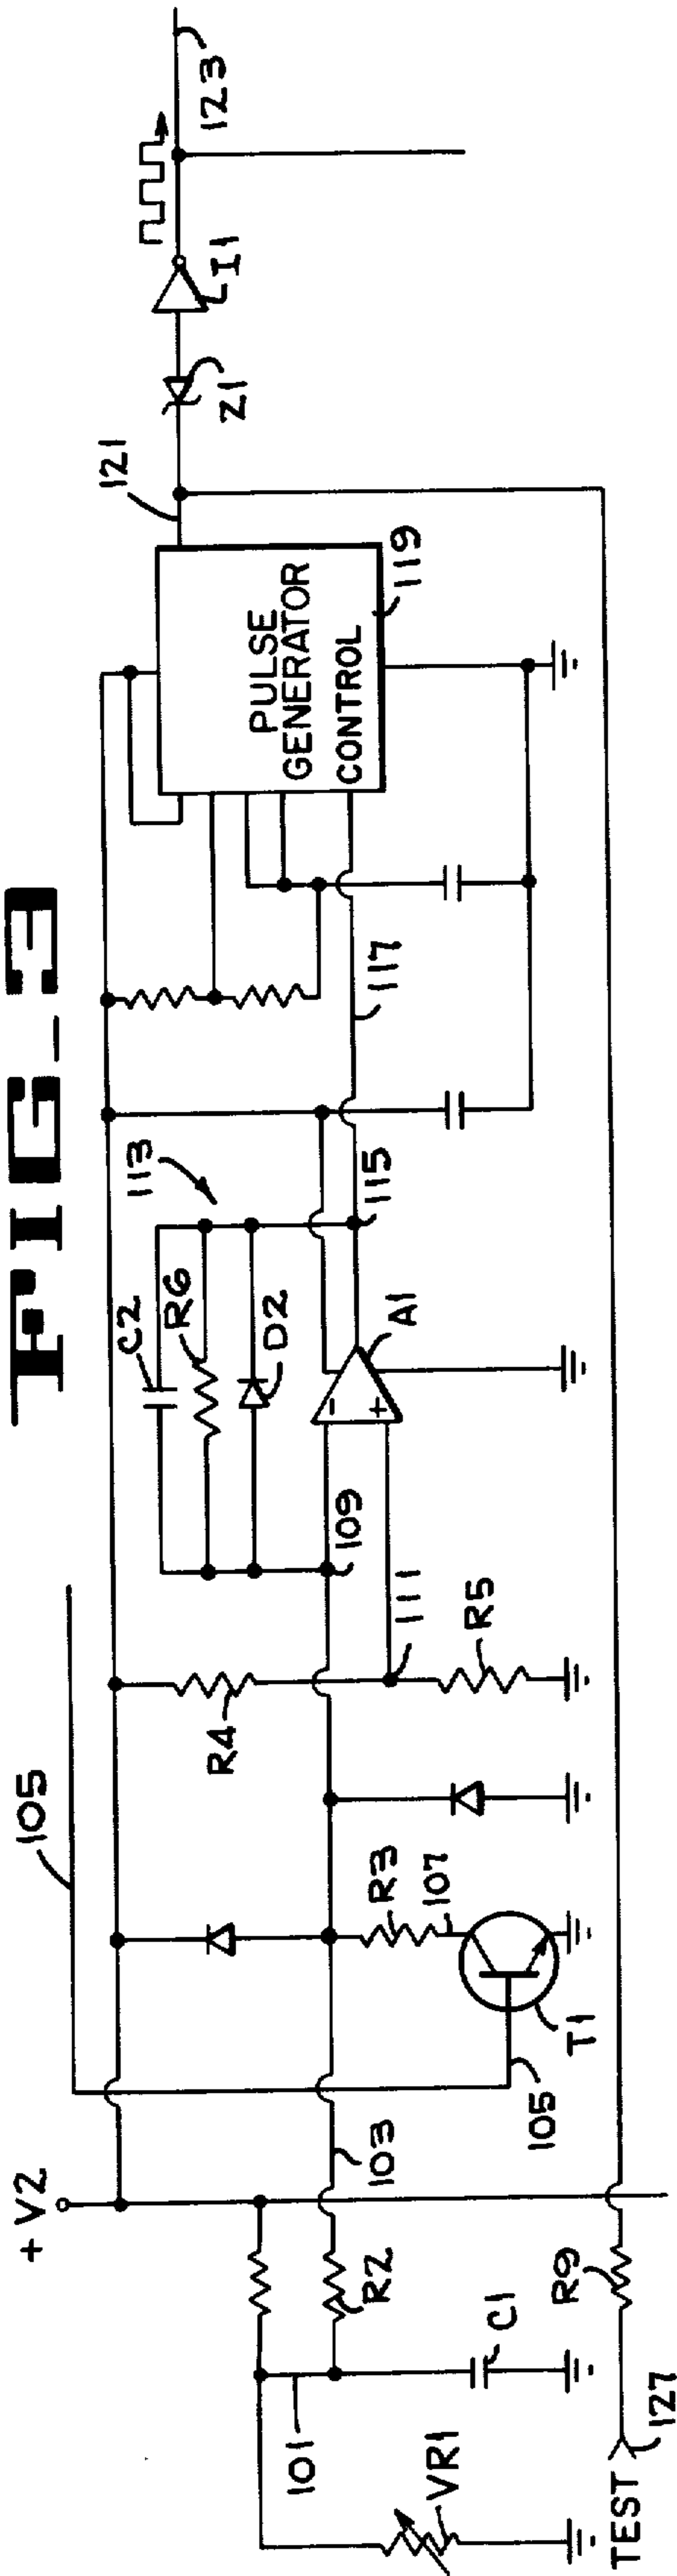 FIG_3
+ V2
105
C2
R6
D2
113
121
Z1
I1
123
PULSE
GENERATOR
CONTROL
119
117
115
A1
-
+
109
111
R4
R5
R3
107
T1
105
103
R2
101
C1
VR1
R9
TEST
127